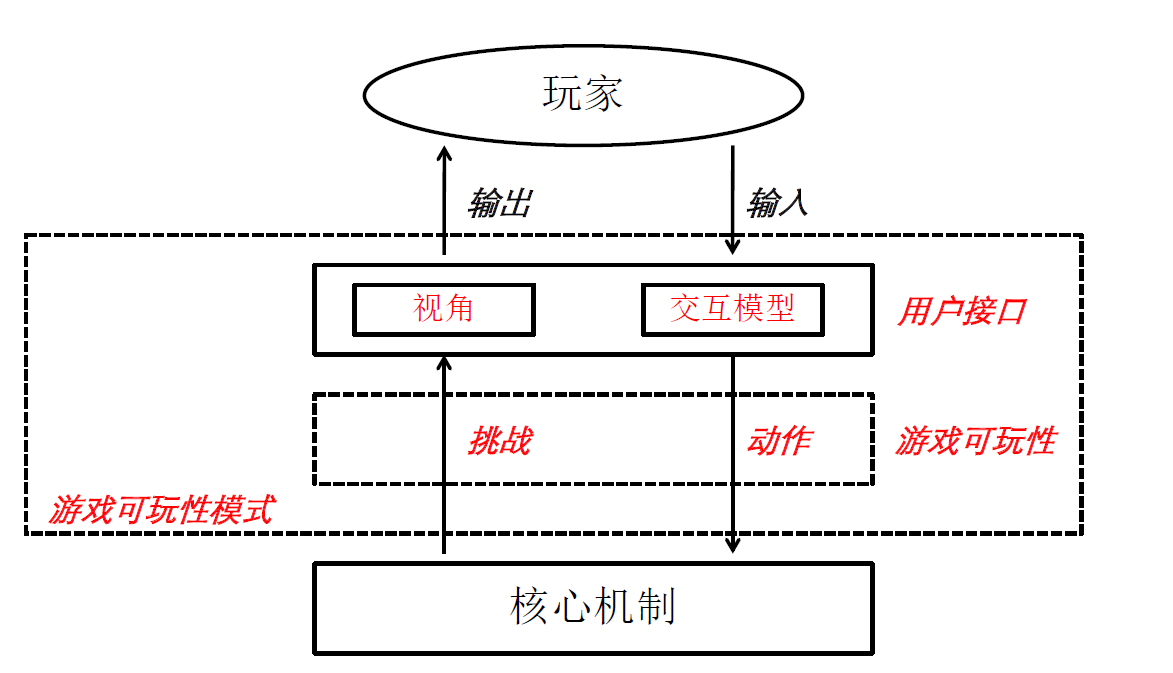 玩家
输出
输入
视角
交互模型
用户接口
挑战
动作
游戏可玩性
游戏可玩性模式
核心机制